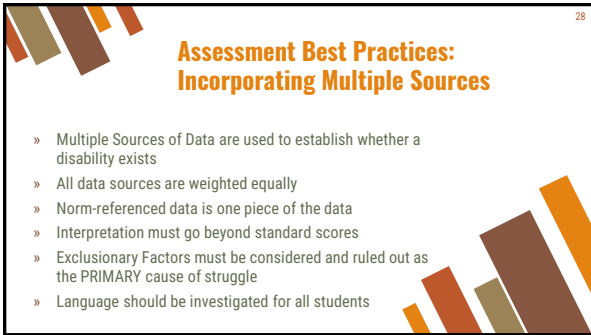 28
Assessment Best Practices:
Incorporating Multiple Sources
» Multiple Sources of Data are used to establish whether a
disability exists
» All data sources are weighted equally
» Norm-referenced data is one piece of the data
» Interpretation must go beyond standard scores
» Exclusionary Factors must be considered and ruled out as
the PRIMARY cause of struggle
» Language should be investigated for all students